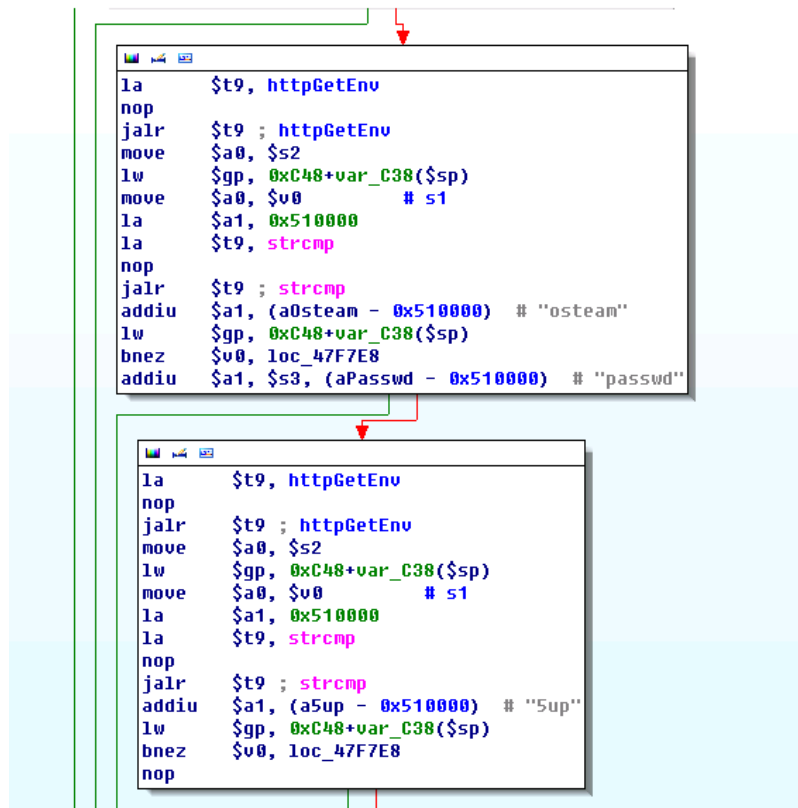 la $t9, httpGetEnv
nop
jalr $t9 ; httpGetEnv
move $a0, $s2
lw $gp, 0xC48+var_C38($sp)
move $a0, $v0 # s1
la $a1, 0x510000
la $t9, strcmp
nop
jalr $t9 ; strcmp
addiu $a1, (aOsteam - 0x510000) # "osteam"
lw $gp, 0xC48+var_C38($sp)
bnez $v0, loc_47F7E8
addiu $a1, $s3, (aPasswd - 0x510000) # "passwd"
la $t9, httpGetEnv
nop
jalr $t9 ; httpGetEnv
move $a0, $s2
lw $gp, 0xC48+var_C38($sp)
move $a0, $v0 # s1
la $a1, 0x510000
la $t9, strcmp
nop
jalr $t9 ; strcmp
addiu $a1, (a5up - 0x510000) # "5up"
lw $gp, 0xC48+var_C38($sp)
bnez $v0, loc_47F7E8
nop